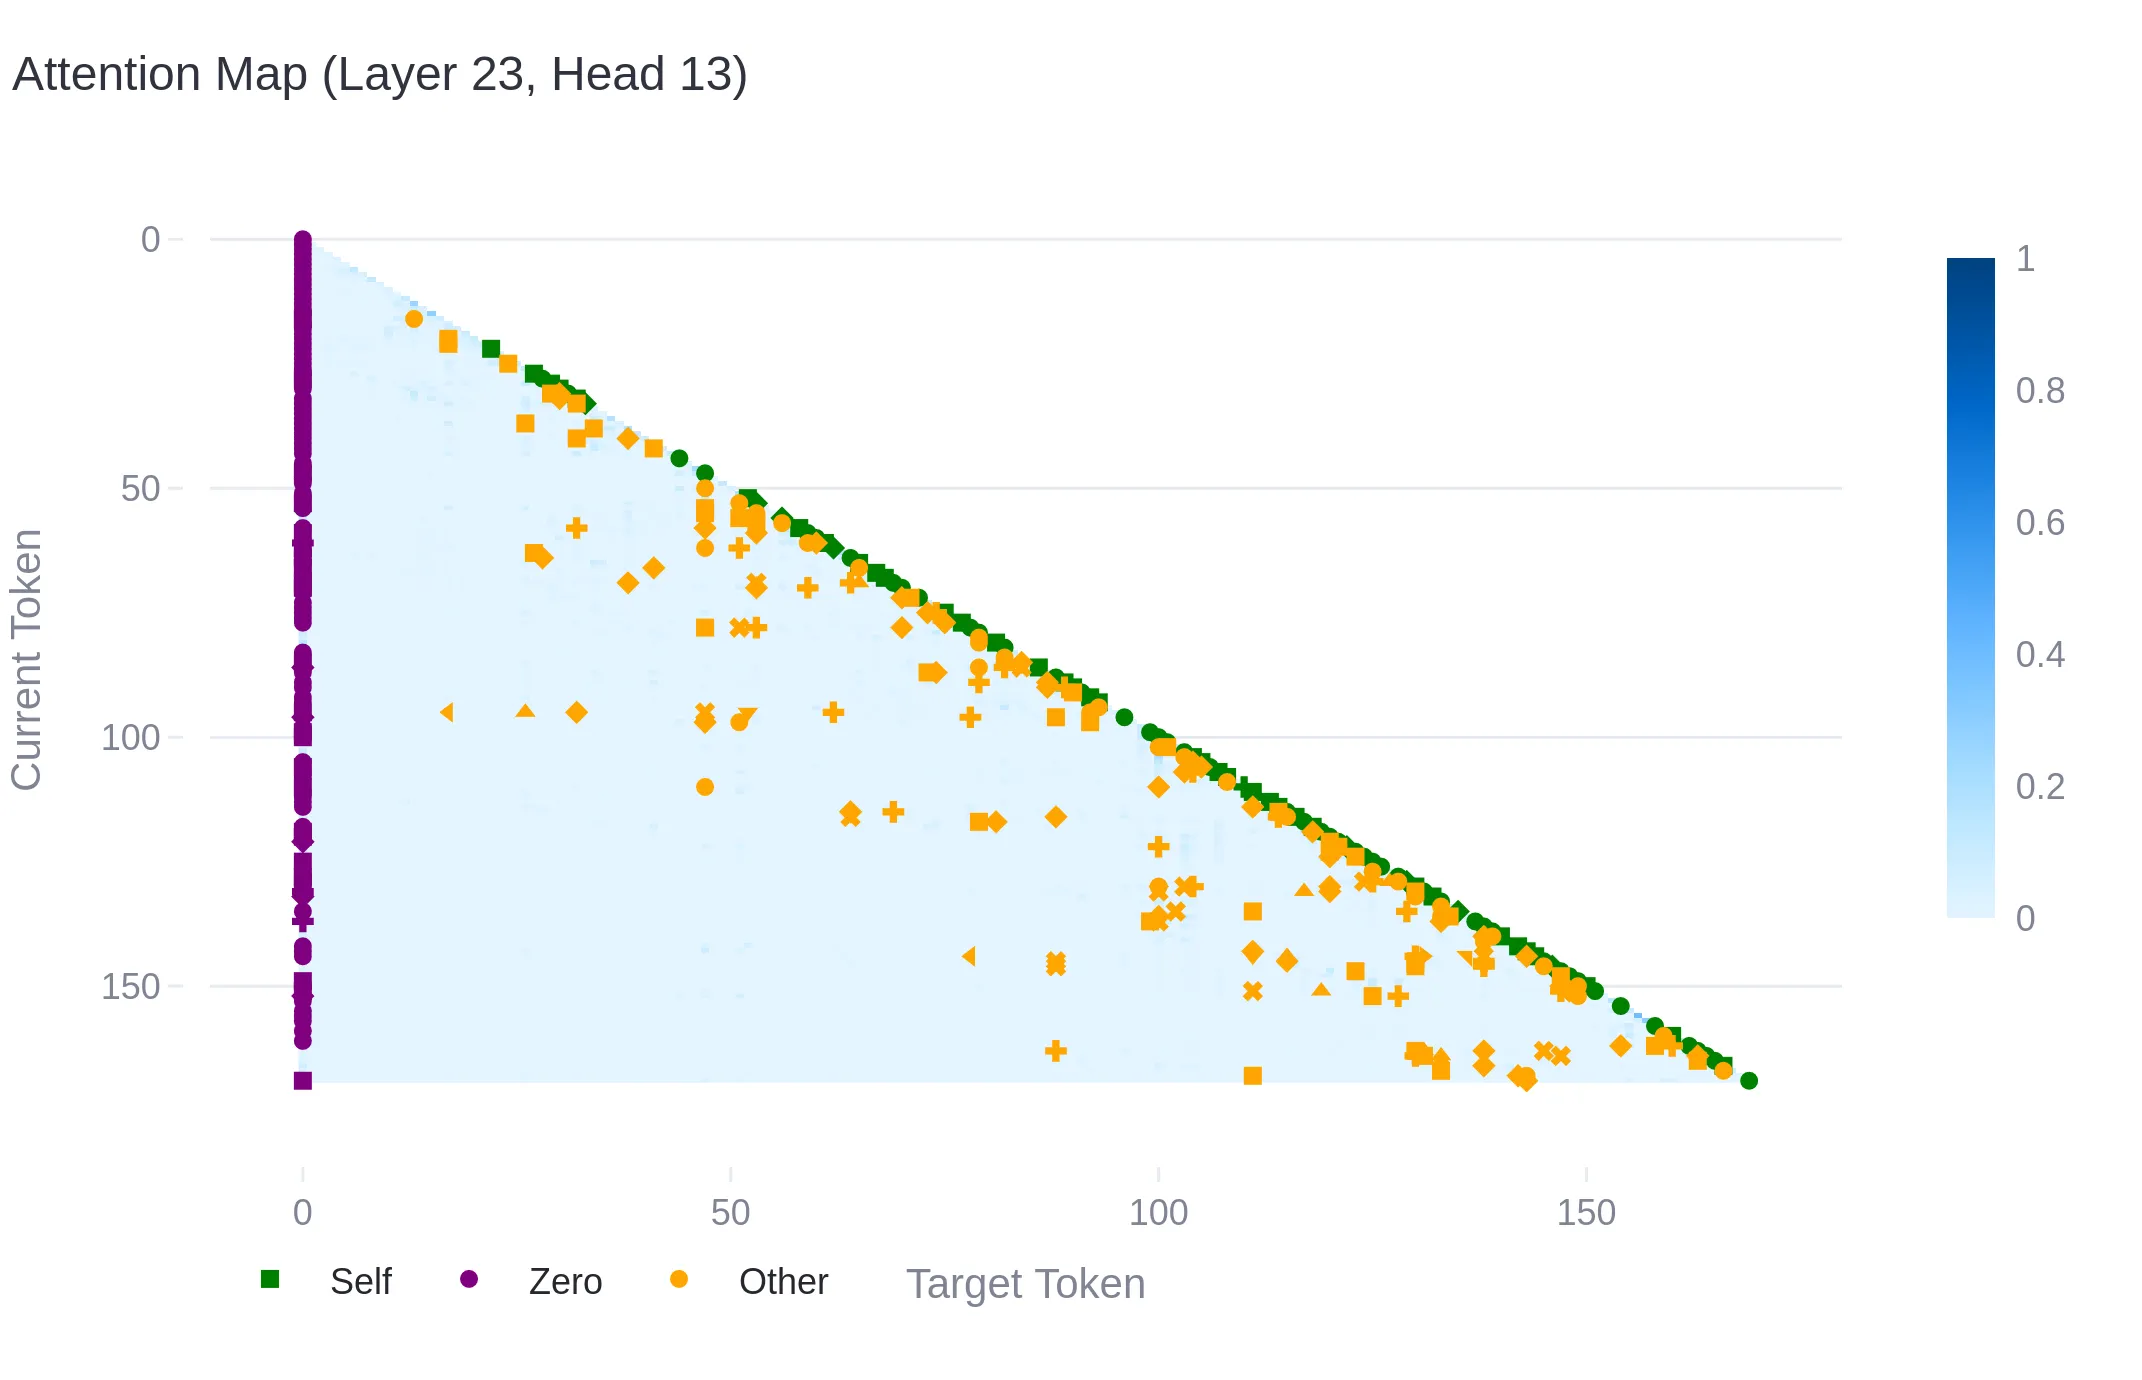 Attention Map (Layer 23, Head 13)
0
50
100
150
Current Token
0
50
100
150
Target Token
Self
Zero
Other
1
0.8
0.6
0.4
0.2
0